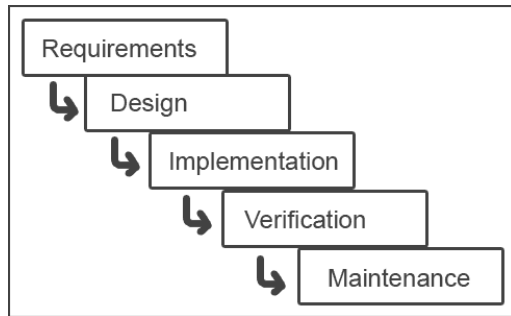 Requirements
Design
Implementation
Verification
Maintenance